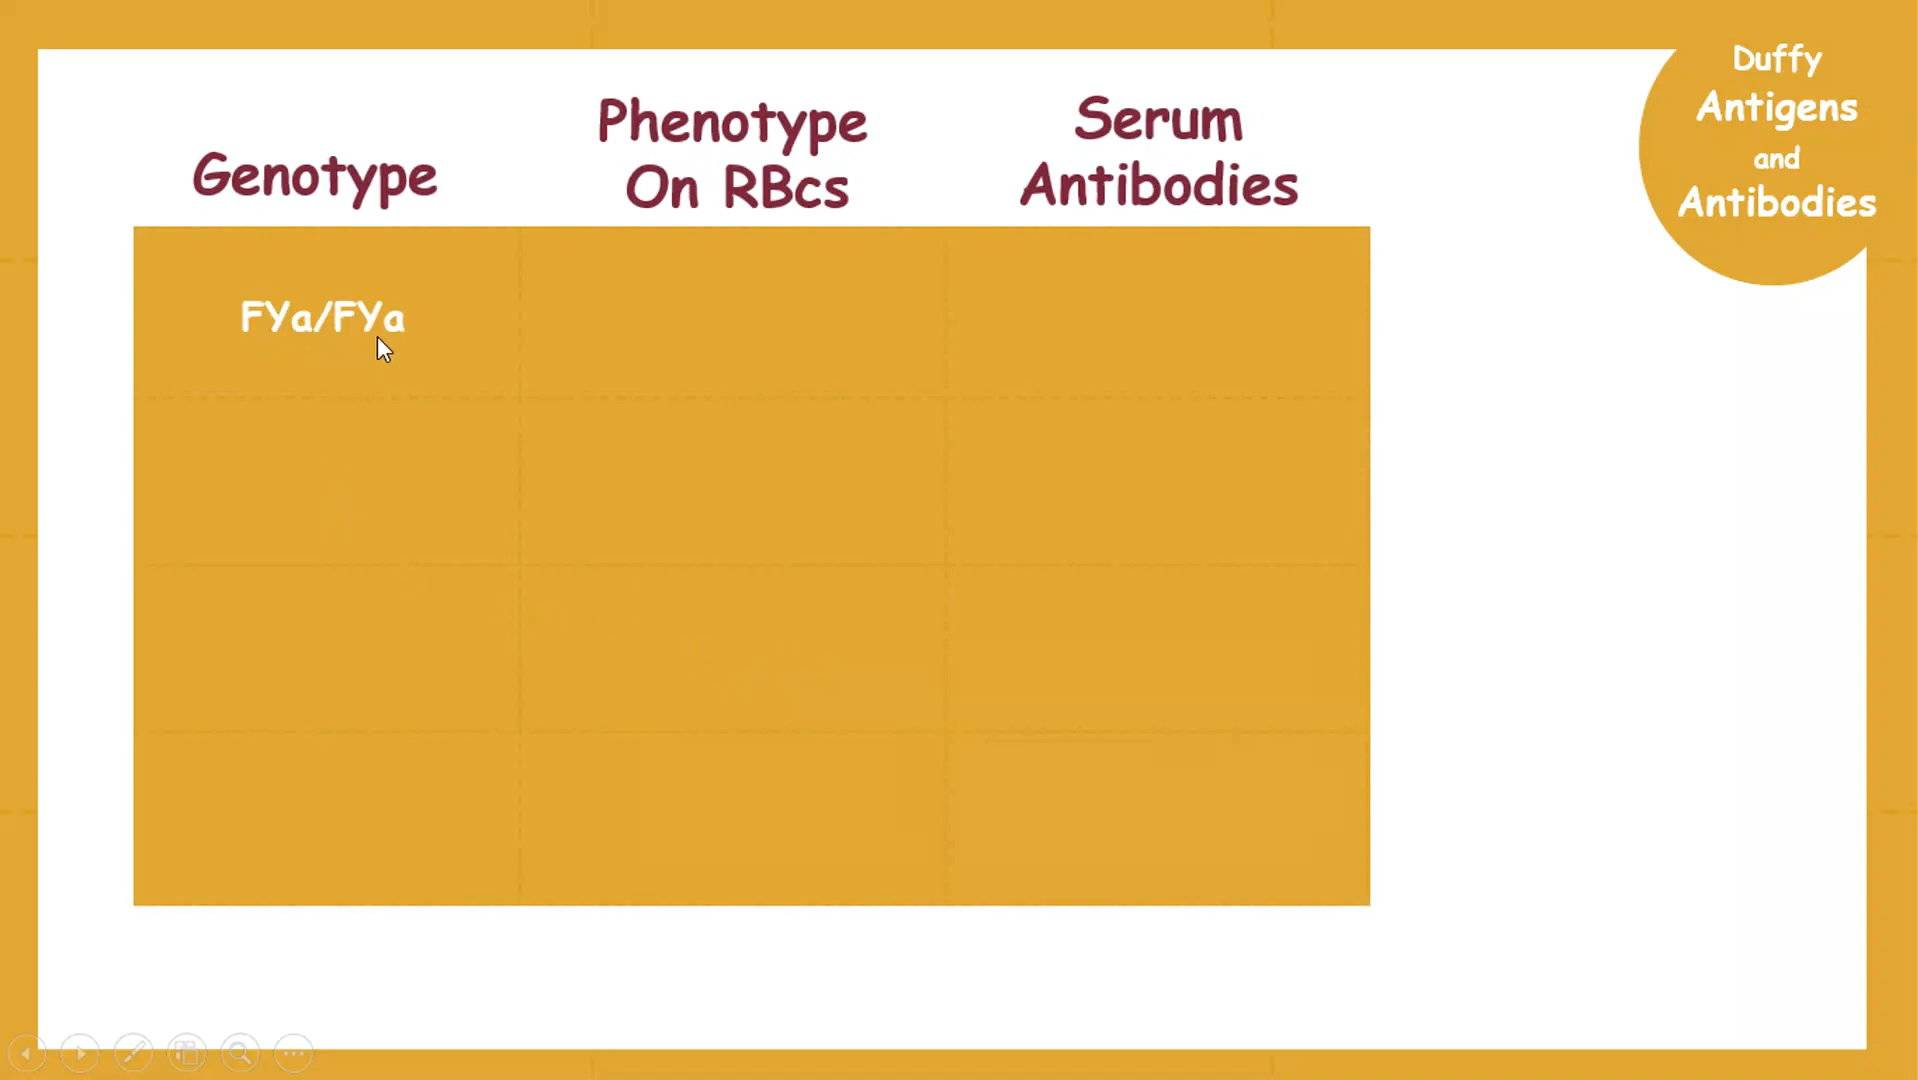 Genotype
Phenotype
On RBcs
Serum
Antibodies
Duffy
Antigens
and
Antibodies
FYa/FYa